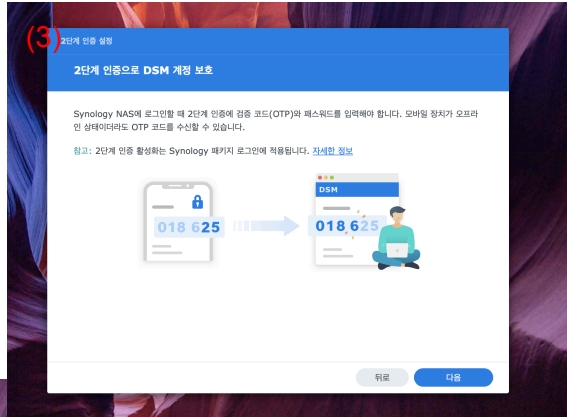 (3)
2단계 인증 설정
2단계 인증으로 DSM 계정 보호
Synology NAS에 로그인할 때 2단계 인증에 검증 코드(OTP)와 패스워드를 입력해야 합니다. 모바일 장치가 오프라
인 상태이더라도 OTP 코드를 수신할 수 있습니다.
참고: 2단계 인증 활성화는 Synology 패키지 로그인에 적용됩니다. 자세한 정보
DSM
018 625
018 625
뒤로
다음